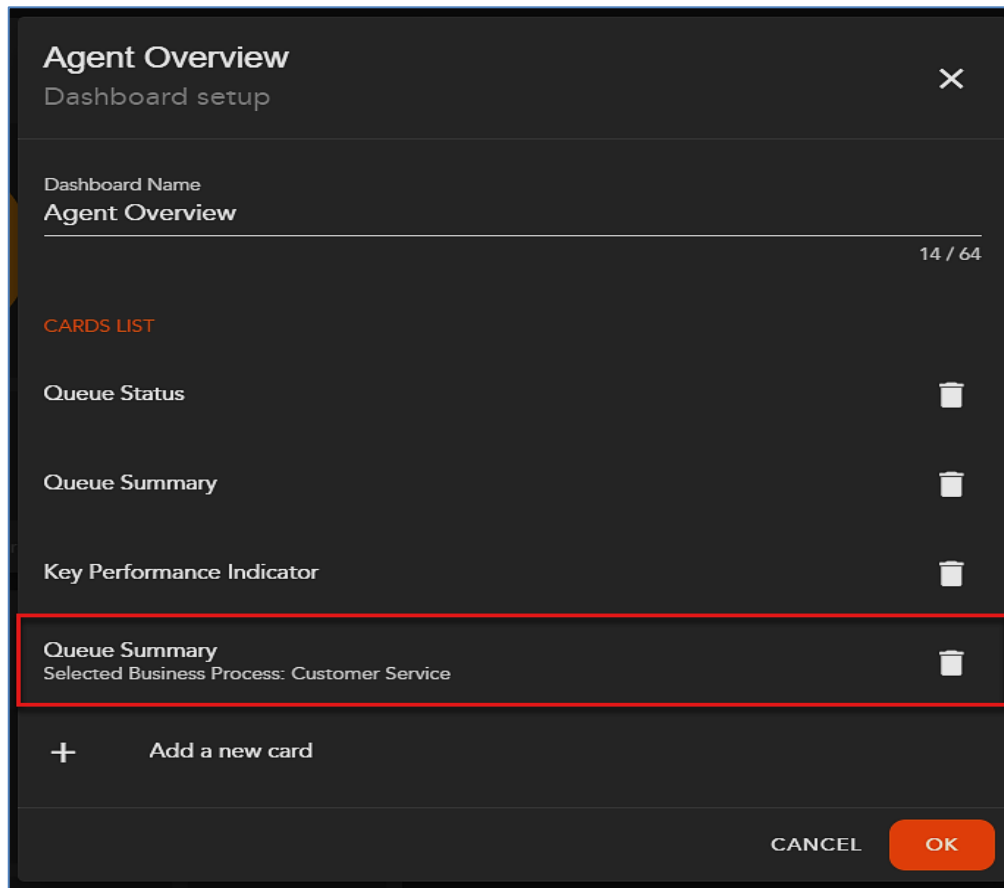 Agent Overview
Dashboard setup
Dashboard Name
Agent Overview
14 / 64
CARDS LIST
Queue Status
Queue Summary
Key Performance Indicator
Queue Summary
Selected Business Process: Customer Service
Add a new card
CANCEL OK